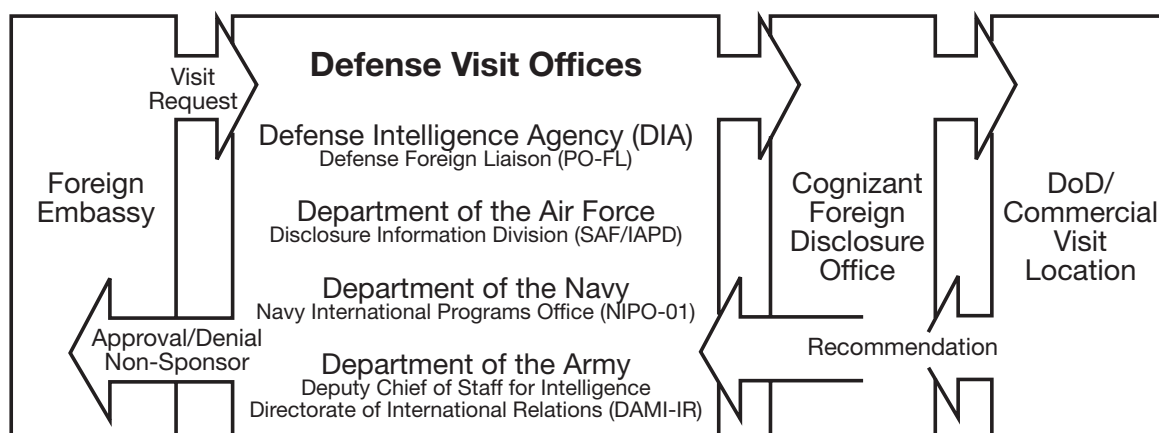 Visit
Request
Defense Visit Offices
Defense Intelligence Agency (DIA)
Defense Foreign Liaison (PO-FL)
Foreign
Embassy
Department of the Air Force
Disclosure Information Division (SAF/IAPD)
Cognizant
Foreign
Disclosure
Office
DoD/
Commercial
Visit
Location
Department of the Navy
Navy International Programs Office (NIPO-01)
Approval/Denial
Non-Sponsor
Recommendation
Department of the Army
Deputy Chief of Staff for Intelligence
Directorate of International Relations (DAMI-IR)